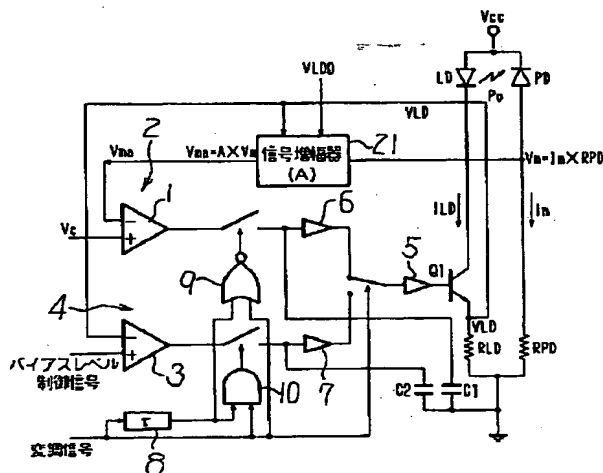 Vcc
LD
PD
Po
VLD0
VLD
2
Vma
Vma=A×Vm
信号増幅器
(A)
21
Vm=Im×RPD
ILD
Im
1
Vc
6
5
Q1
9
4
3
バイアスレベル
制御信号
10
7
C2
C1
VLD
RLD
RPD
τ
8
変調信号